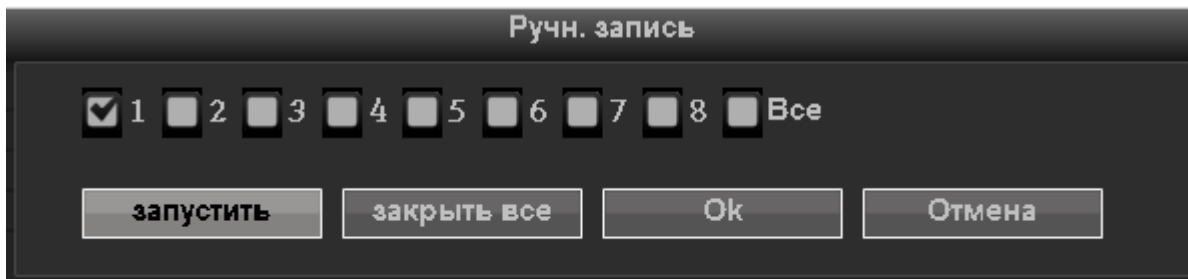 Ручн. запись
1 2 3 4 5 6 7 8 Все
запустить закрыть все Ok Отмена